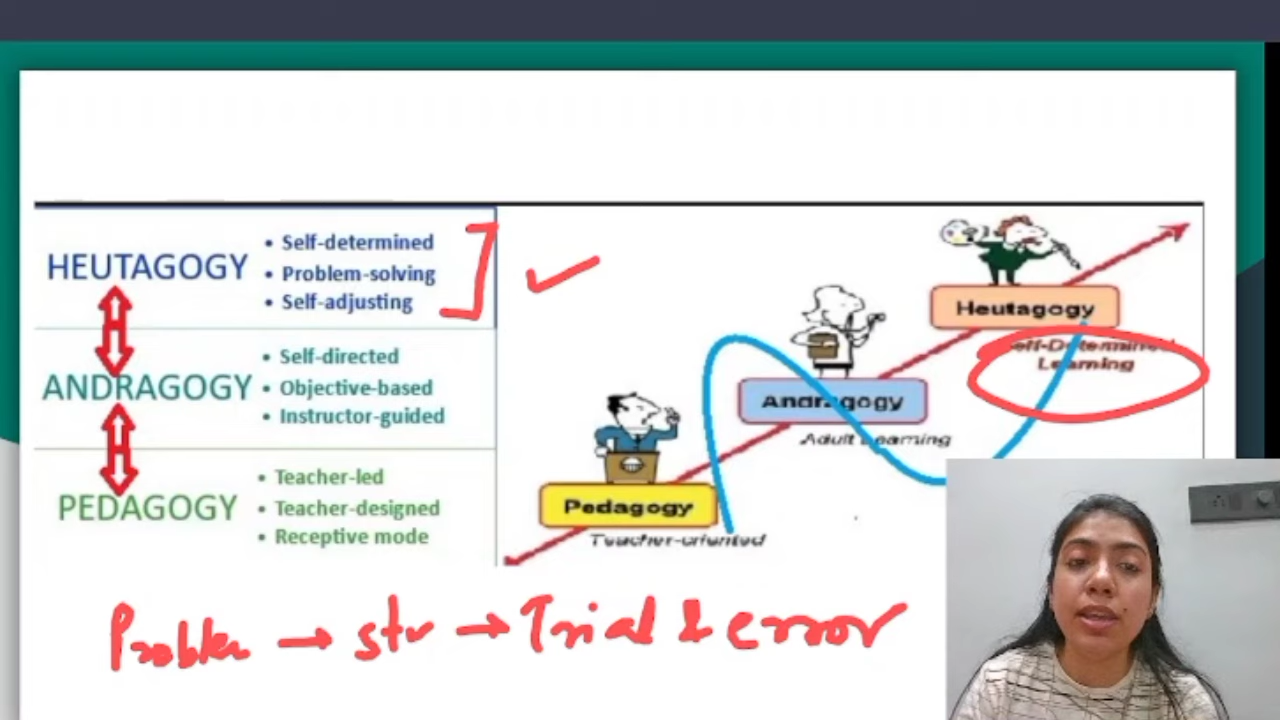 HEUTAGOGY
• Self-determined
• Problem-solving
• Self-adjusting
ANDRAGOGY
• Self-directed
• Objective-based
• Instructor-guided
PEDAGOGY
• Teacher-led
• Teacher-designed
• Receptive mode
Heutagogy
Self-Determined
Learning
Andragogy
Adult Learning
Pedagogy
Teacher-oriented
Problem → str → Trial & error